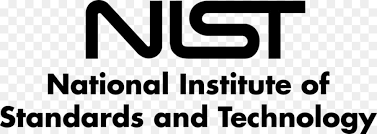 NIST
National Institute of
Standards and Technology